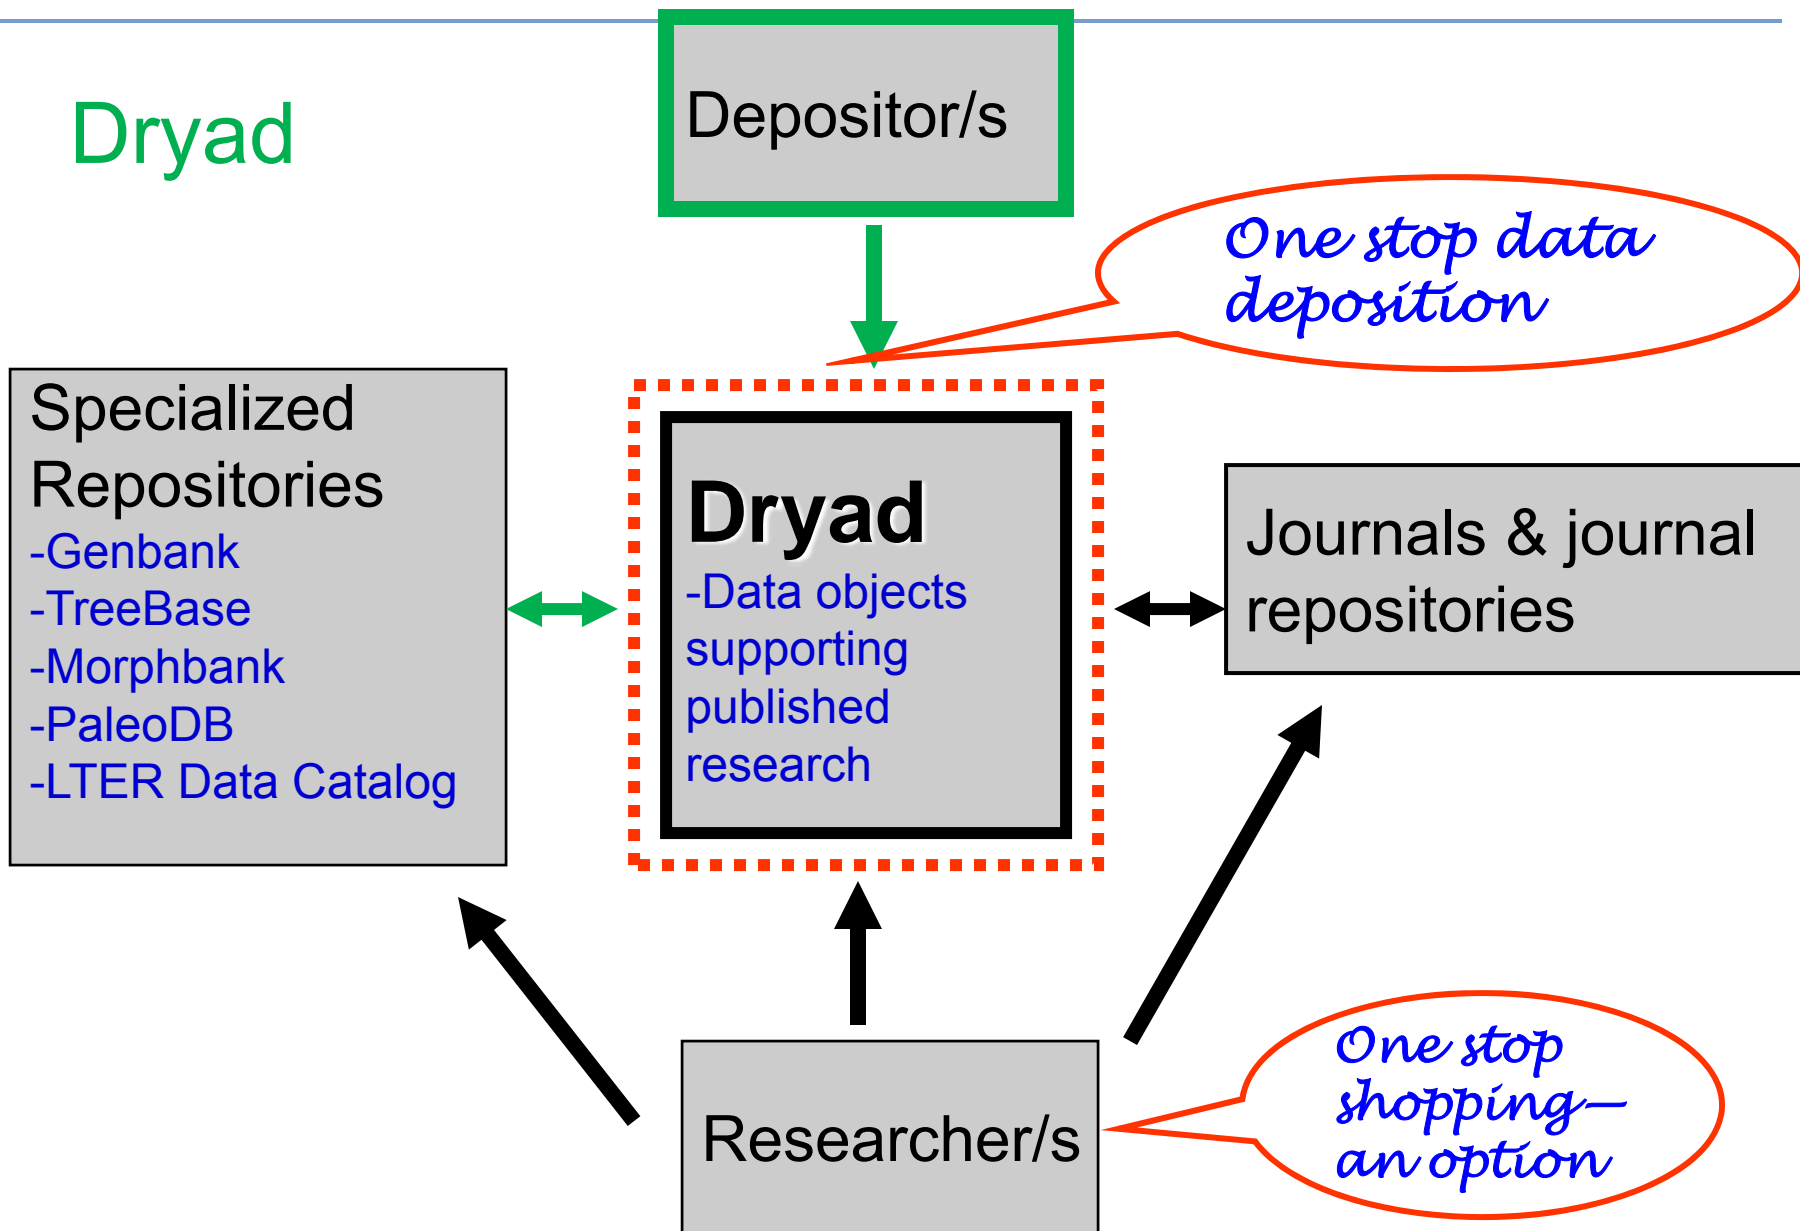 Dryad
Depositor/s
One stop data
deposition
Specialized
Repositories
-Genbank
-TreeBase
-Morphbank
-PaleoDB
-LTER Data Catalog
Dryad
-Data objects
supporting
published
research
Journals & journal
repositories
Researcher/s
One stop
shopping—
an option